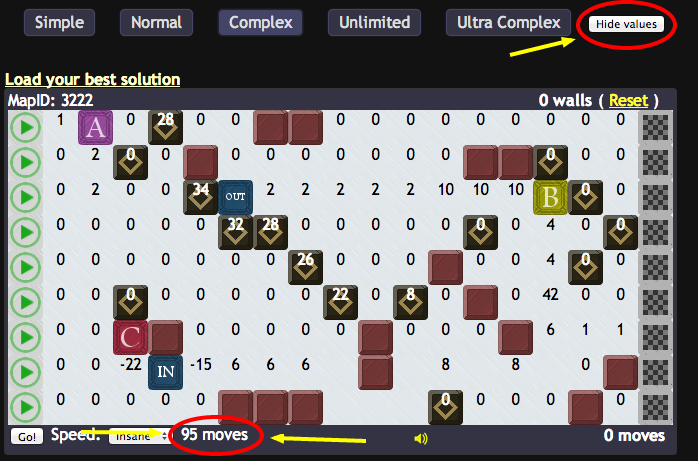 Simple Normal Complex Unlimited Ultra Complex Hide values
Load your best solution
MapID: 3222 0 walls ( Reset )
1 A 0 28 0 0 0 0 0 0 0 0 0 0 0
0 2 0 0 0 0 0 0 0 0 0 0 0 0
0 2 0 0 34 OUT 2 2 2 2 2 10 10 10 B 0 0
0 0 0 0 0 32 28 0 0 0 0 0 0 0 4 0 0
0 0 0 0 0 0 0 26 0 0 0 0 0 4 0 0
0 0 0 0 0 0 0 0 22 0 8 0 0 42 0 0
0 0 C 0 0 0 0 0 0 0 0 6 1 1
0 0 -22 IN -15 6 6 6 8 8 0
0 0 0 0 0 0 0 0 0 0 0 0 0
Go! Speed: Insane 95 moves 0 moves